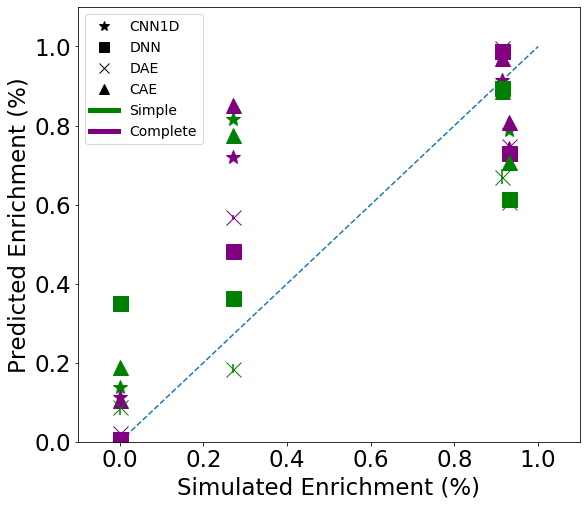 CNN1D
DNN
DAE
CAE
Simple
Complete
Predicted Enrichment (%)
1.0
0.8
0.6
0.4
0.2
0.0
0.0 0.2 0.4 0.6 0.8 1.0
Simulated Enrichment (%)